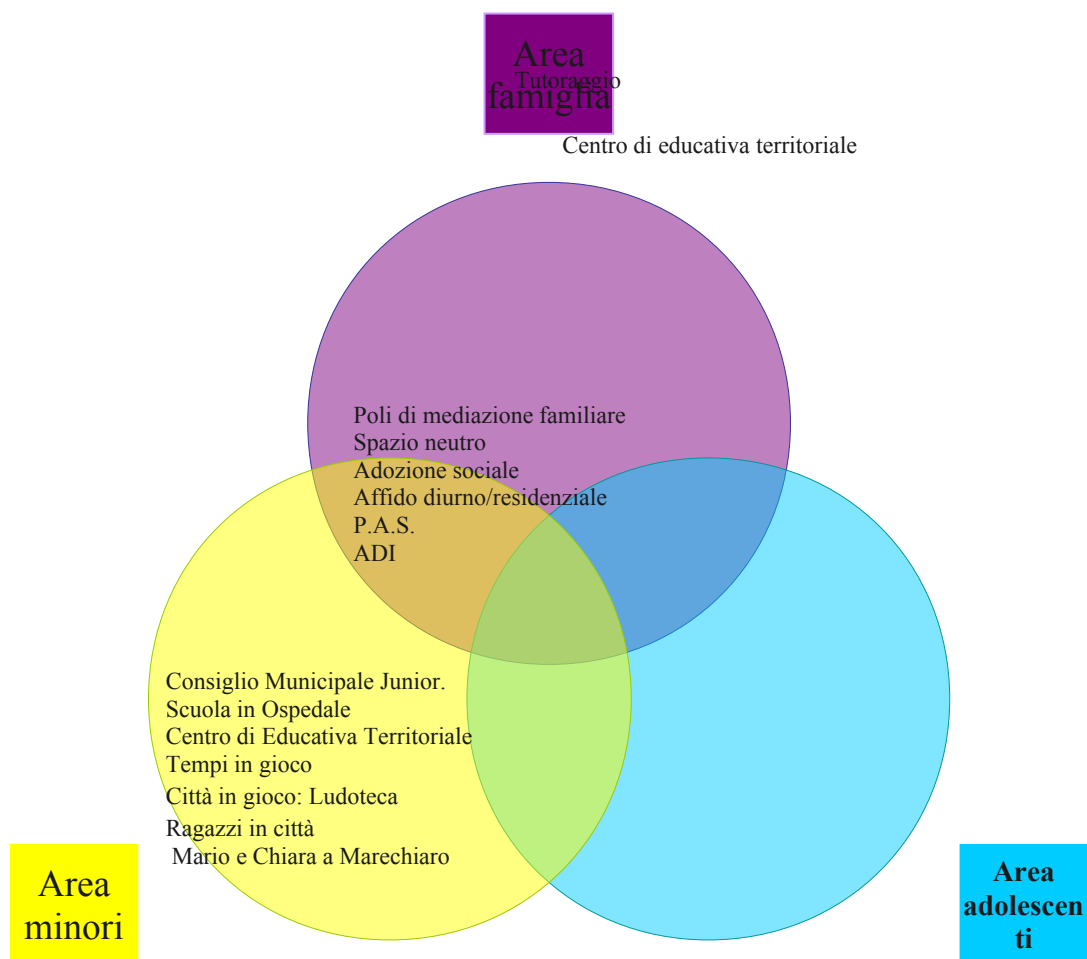 Area
famiglia
Tutoraggio
Centro di educativa territoriale
Poli di mediazione familiare
Spazio neutro
Adozione sociale
Affido diurno/residenziale
P.A.S.
ADI
Consiglio Municipale Junior.
Scuola in Ospedale
Centro di Educativa Territoriale
Tempi in gioco
Città in gioco: Ludoteca
Ragazzi in città
Mario e Chiara a Marechiaro
Area
minori
Area
adolescen
ti